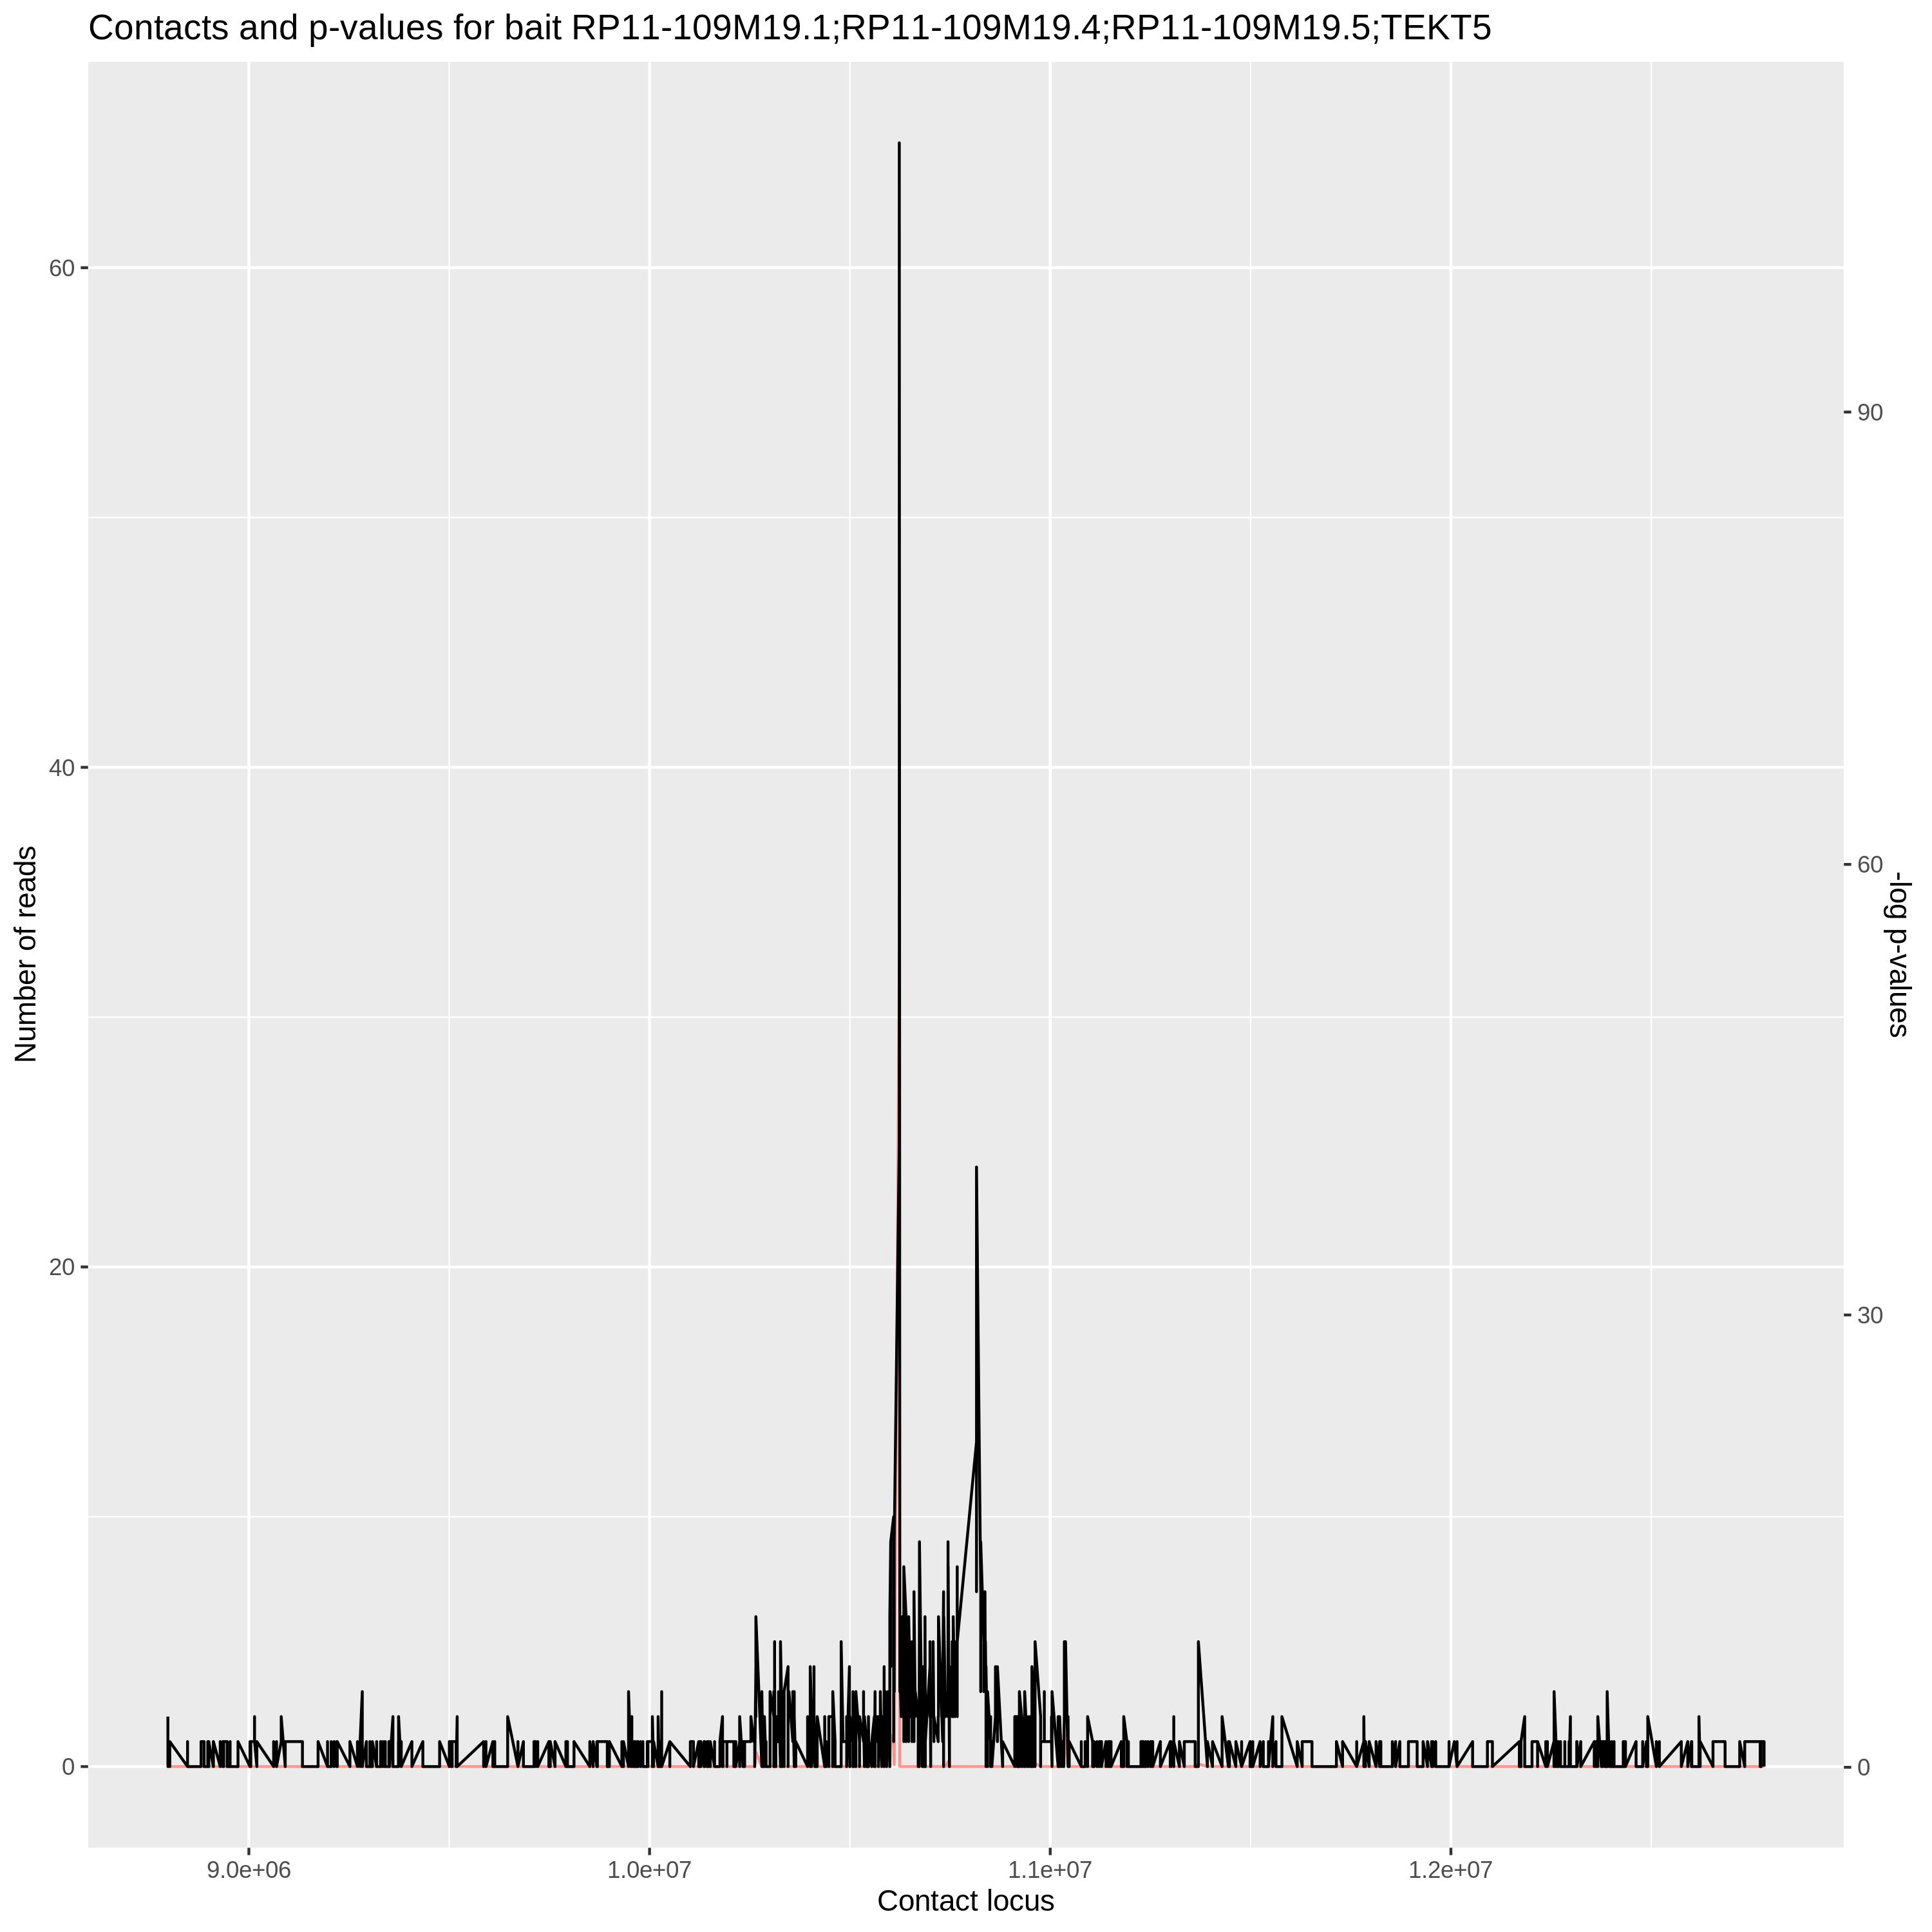 Contacts and p-values for bait RP11-109M19.1;RP11-109M19.4;RP11-109M19.5;TEKT5
60
40
20
0
Number of reads
90
60
30
0
-log p-values
9.0e+06
1.0e+07
1.1e+07
1.2e+07
Contact locus